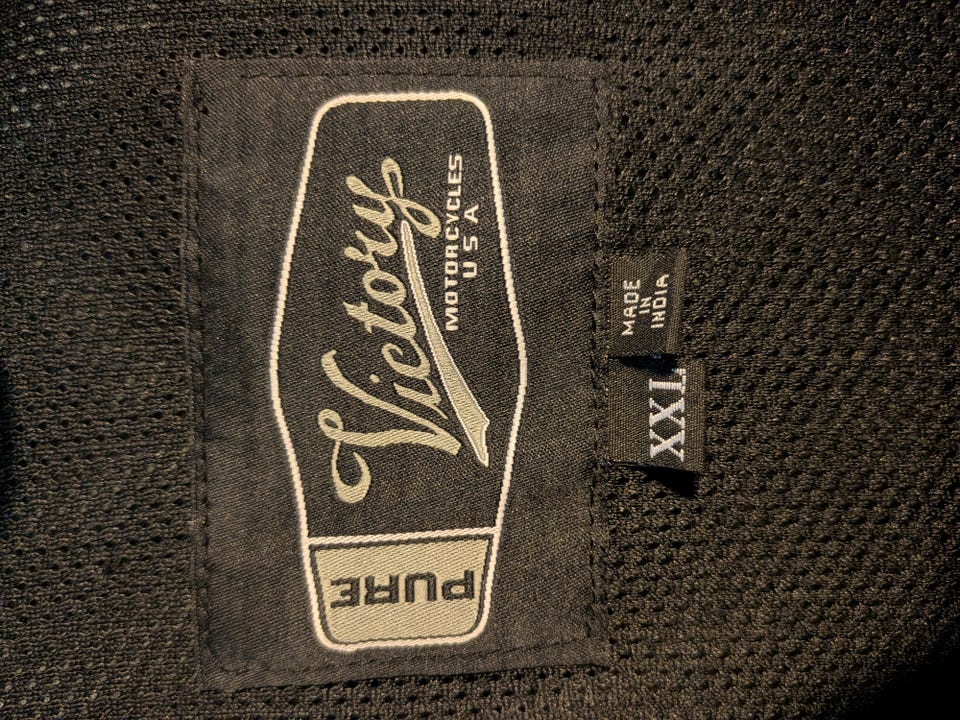 PURE
Victory
MOTORCYCLES
USA
XXL
MADE
IN
INDIA